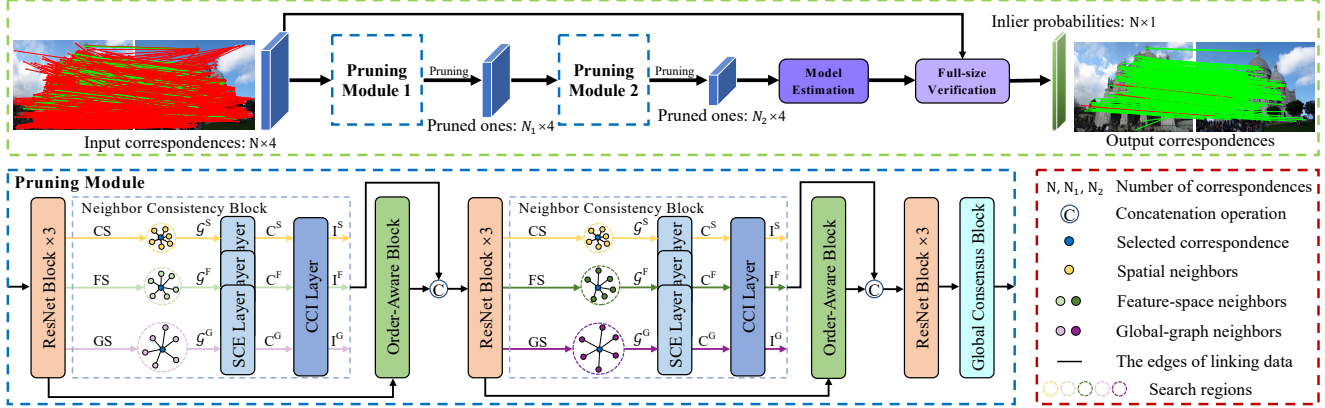 Inlier probabilities: N×1
Pruning
Module 1
Pruning
Pruning
Module 2
Pruning
Model
Estimation
Full-size
Verification
Input correspondences: N×4
Pruned ones: N₁×4
Pruned ones: N₂×4
Output correspondences
Pruning Module
ResNet Block ×3
Neighbor Consistency Block
CS
𝒢ˢ
Cˢ
Iˢ
FS
𝒢ᶠ
Cᶠ
Iᶠ
GS
𝒢ᴳ
Cᴳ
Iᴳ
SCE Layer
CCI Layer
Order-Aware Block
C
ResNet Block ×3
Neighbor Consistency Block
CS
𝒢ˢ
Cˢ
Iˢ
FS
𝒢ᶠ
Cᶠ
Iᶠ
GS
𝒢ᴳ
Cᴳ
Iᴳ
SCE Layer
CCI Layer
Order-Aware Block
C
ResNet Block ×3
Global Consensus Block
N, N₁, N₂ Number of correspondences
C Concatenation operation
Selected correspondence
Spatial neighbors
Feature-space neighbors
Global-graph neighbors
The edges of linking data
Search regions